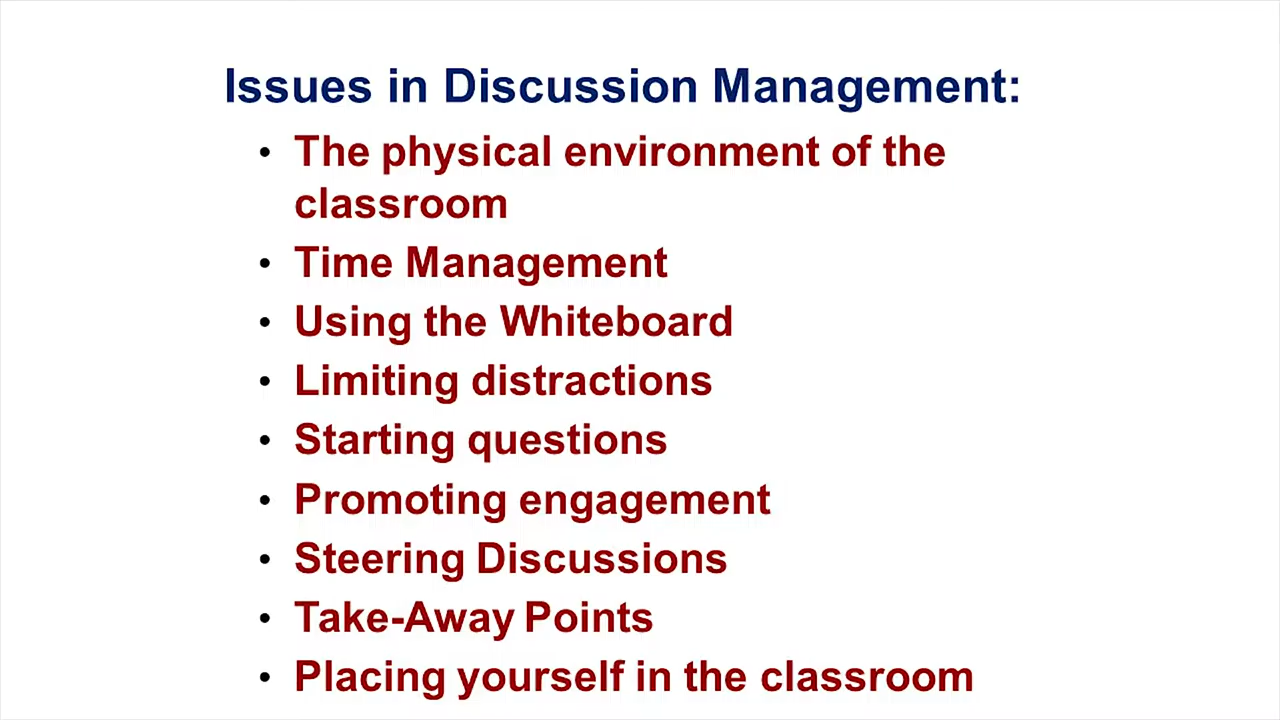 Issues in Discussion Management:
• The physical environment of the
classroom
• Time Management
• Using the Whiteboard
• Limiting distractions
• Starting questions
• Promoting engagement
• Steering Discussions
• Take-Away Points
• Placing yourself in the classroom